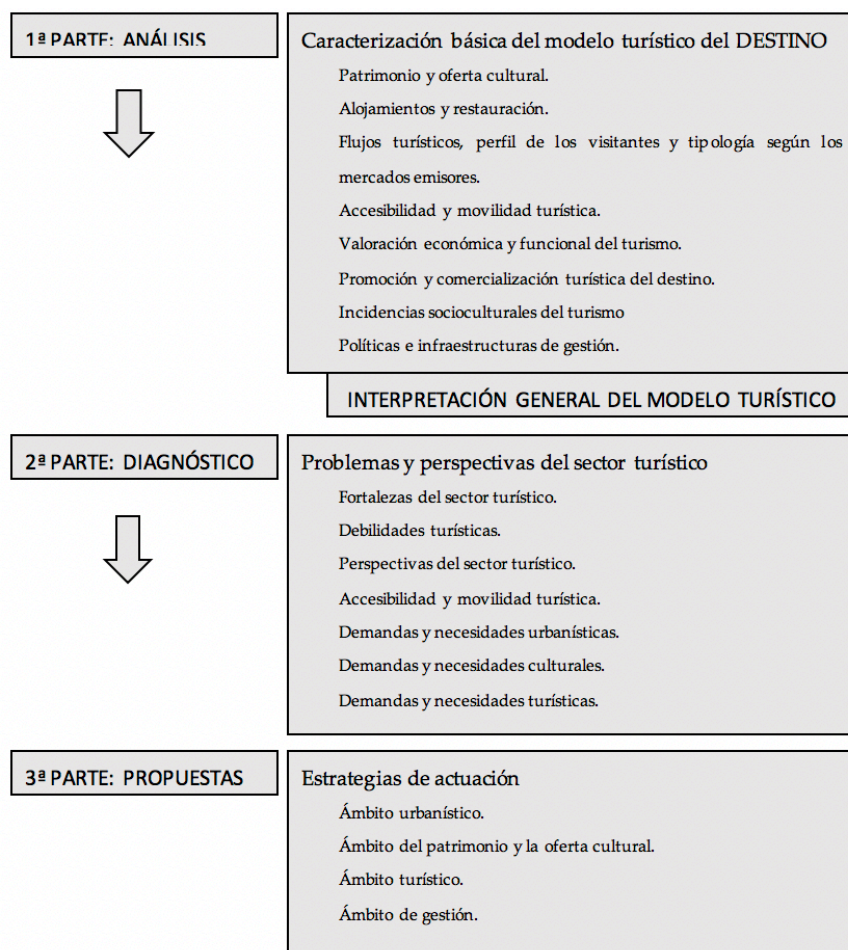 1ª PARTE: ANÁLISIS
Caracterización básica del modelo turístico del DESTINO
Patrimonio y oferta cultural.
Alojamientos y restauración.
Flujos turísticos, perfil de los visitantes y tipología según los
mercados emisores.
Accesibilidad y movilidad turística.
Valoración económica y funcional del turismo.
Promoción y comercialización turística del destino.
Incidencias socioculturales del turismo
Políticas e infraestructuras de gestión.
INTERPRETACIÓN GENERAL DEL MODELO TURÍSTICO
2ª PARTE: DIAGNÓSTICO
Problemas y perspectivas del sector turístico
Fortalezas del sector turístico.
Debilidades turísticas.
Perspectivas del sector turístico.
Accesibilidad y movilidad turística.
Demandas y necesidades urbanísticas.
Demandas y necesidades culturales.
Demandas y necesidades turísticas.
3ª PARTE: PROPUESTAS
Estrategias de actuación
Ámbito urbanístico.
Ámbito del patrimonio y la oferta cultural.
Ámbito turístico.
Ámbito de gestión.